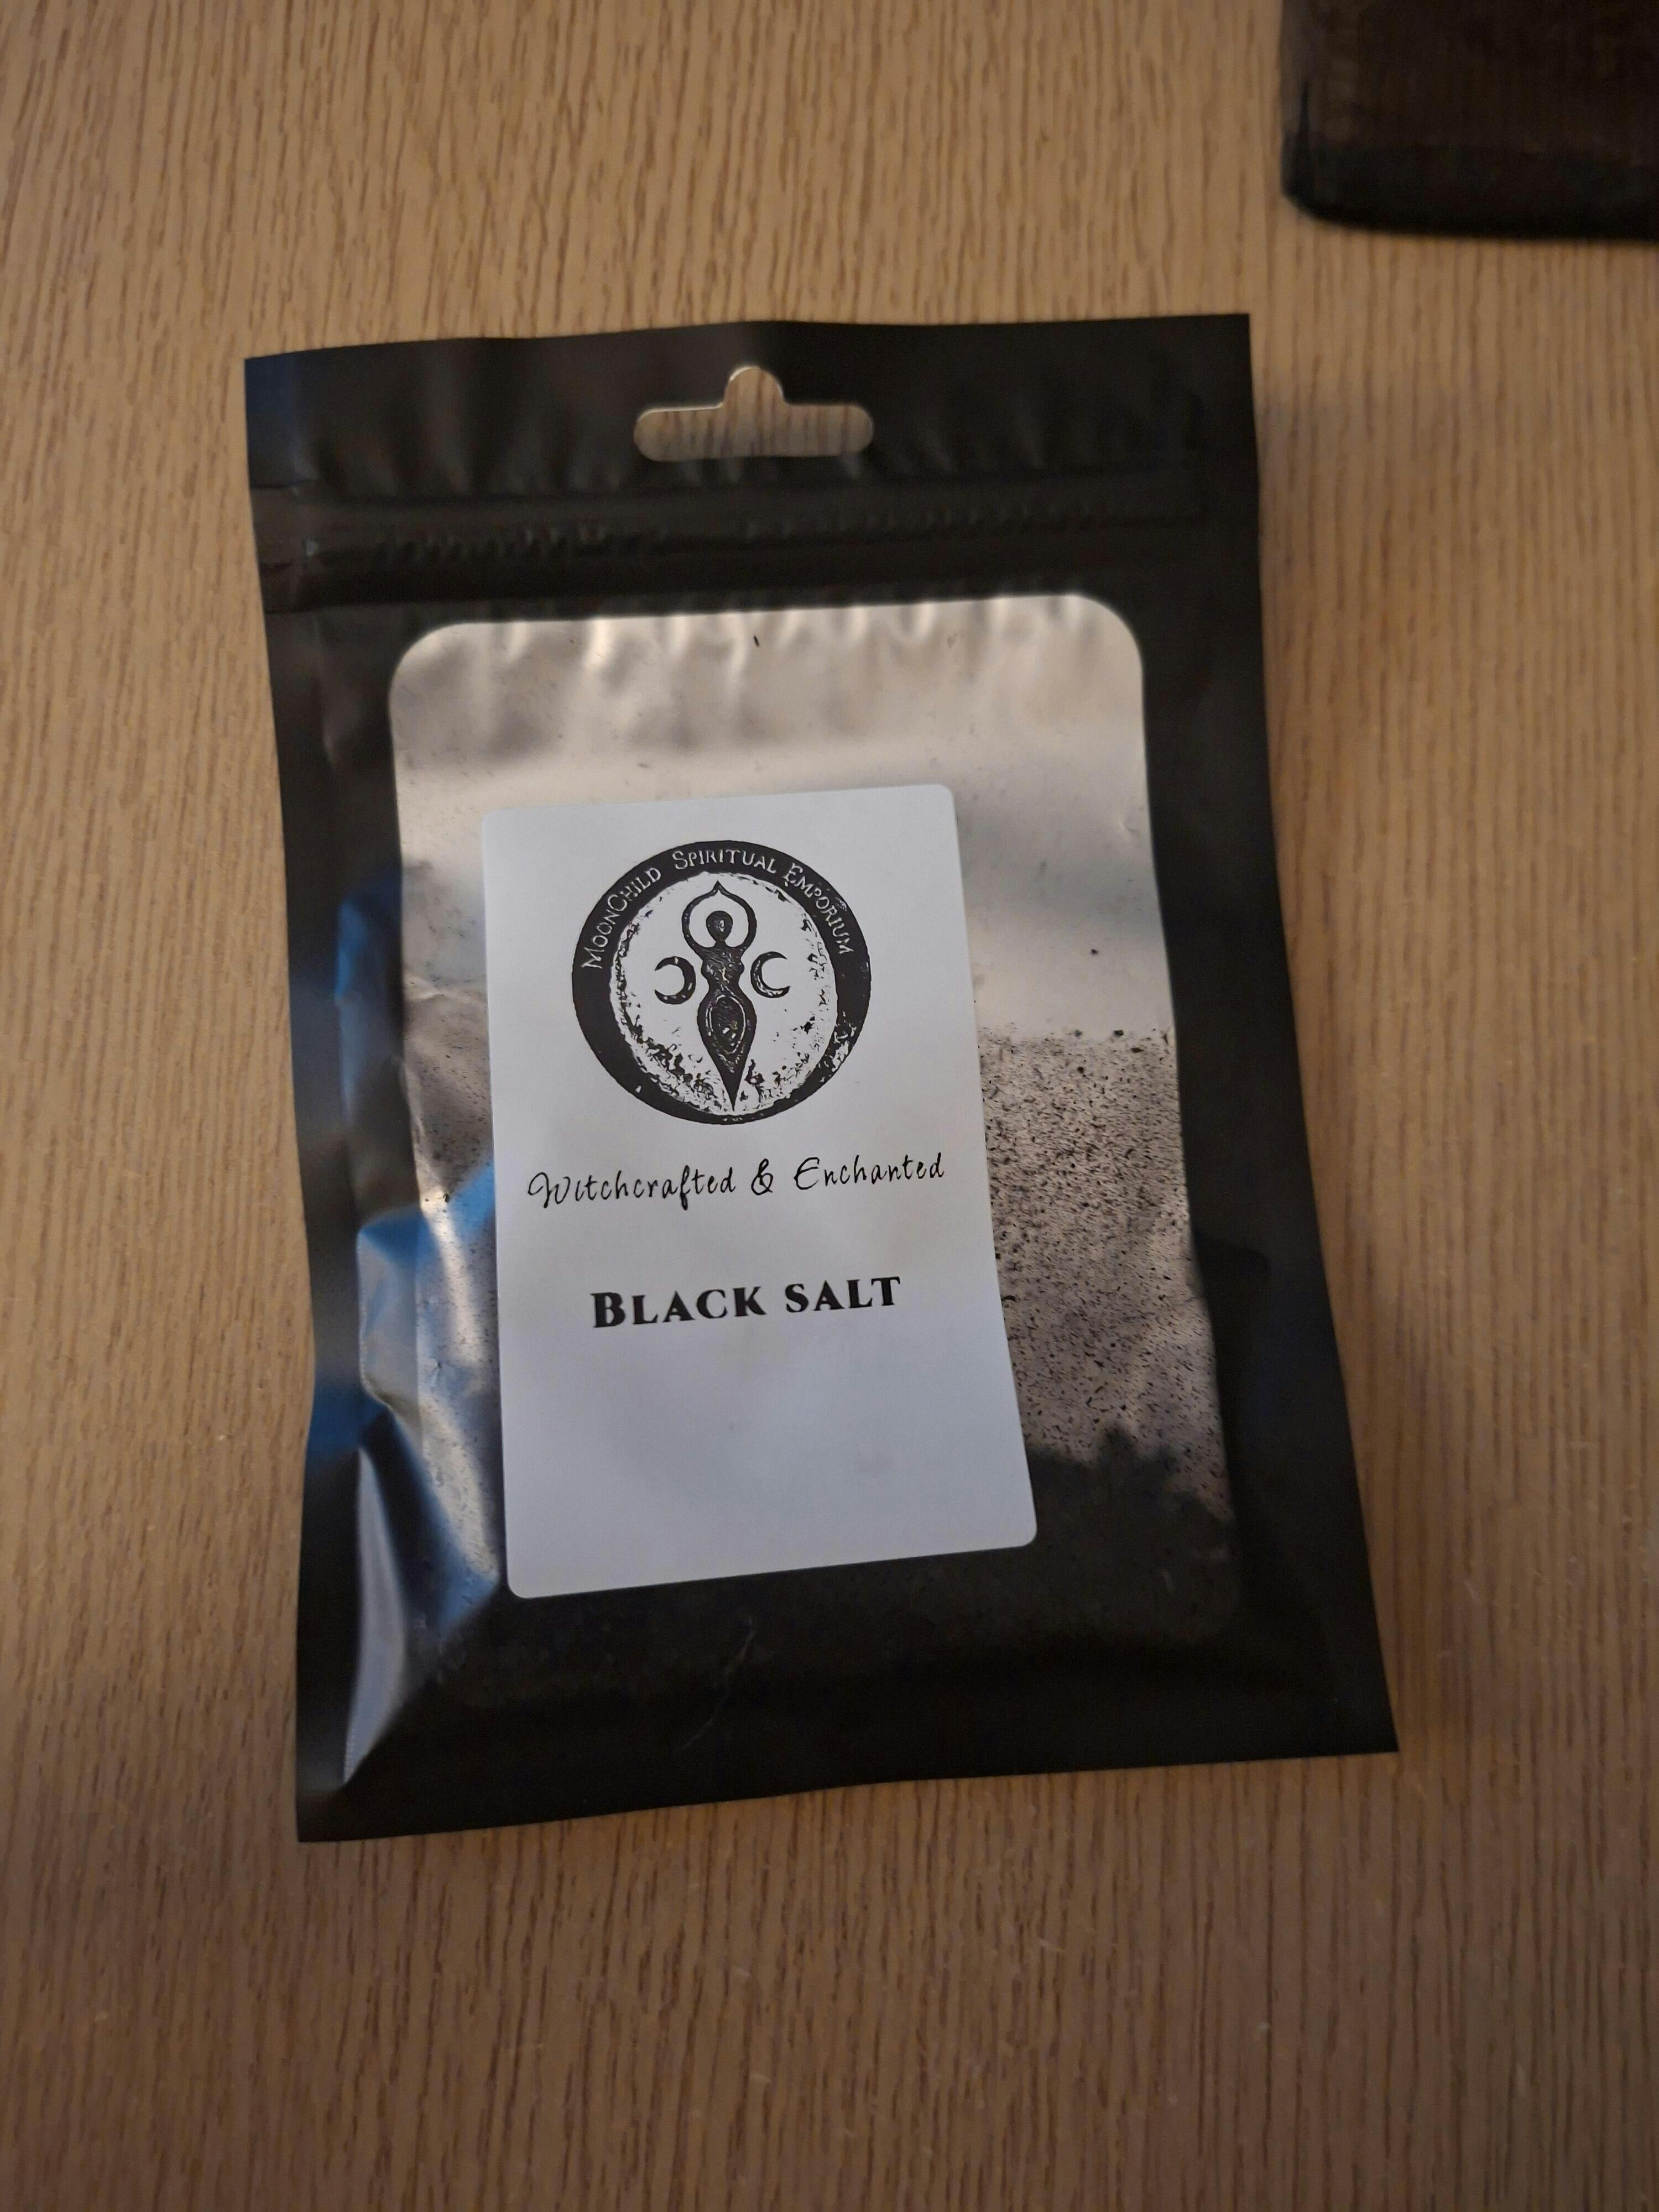 MoonChild Spiritual Emporium
Witchcrafted & Enchanted
Black salt